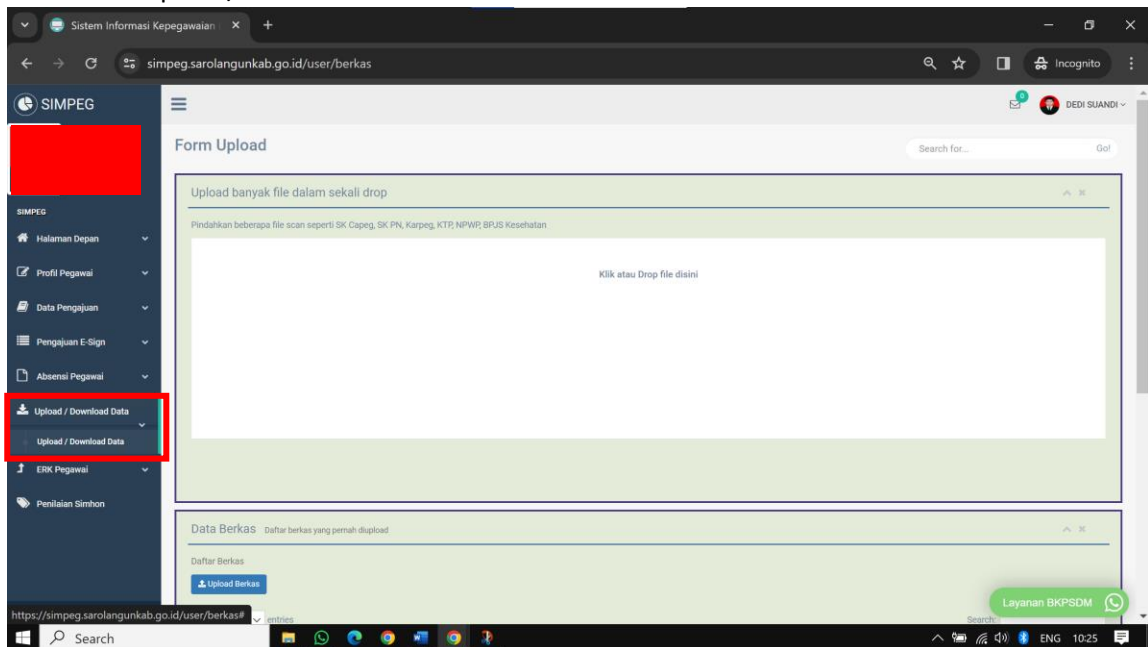 Sistem Informasi Kepegawaian
simpeg.sarolangunkab.go.id/user/berkas
Incognito
SIMPEG
0
DEDI SUANDI
Form Upload
Search for...
Go!
Upload banyak file dalam sekali drop
Pindahkan beberapa file scan seperti SK Capeg, SK PN, Karpeg, KTP, NPWP, BPJS Kesehatan
Klik atau Drop file disini
SIMPEG
Halaman Depan
Profil Pegawai
Data Pengajuan
Pengajuan E-Sign
Absensi Pegawai
Upload / Download Data
Upload / Download Data
ERK Pegawai
Penilaian Simhon
Data Berkas Daftar berkas yang pernah diupload
Daftar Berkas
Upload Berkas
entries
Search:
Layanan BKPSDM
https://simpeg.sarolangunkab.go.id/user/berkas#
Search
ENG 10:25